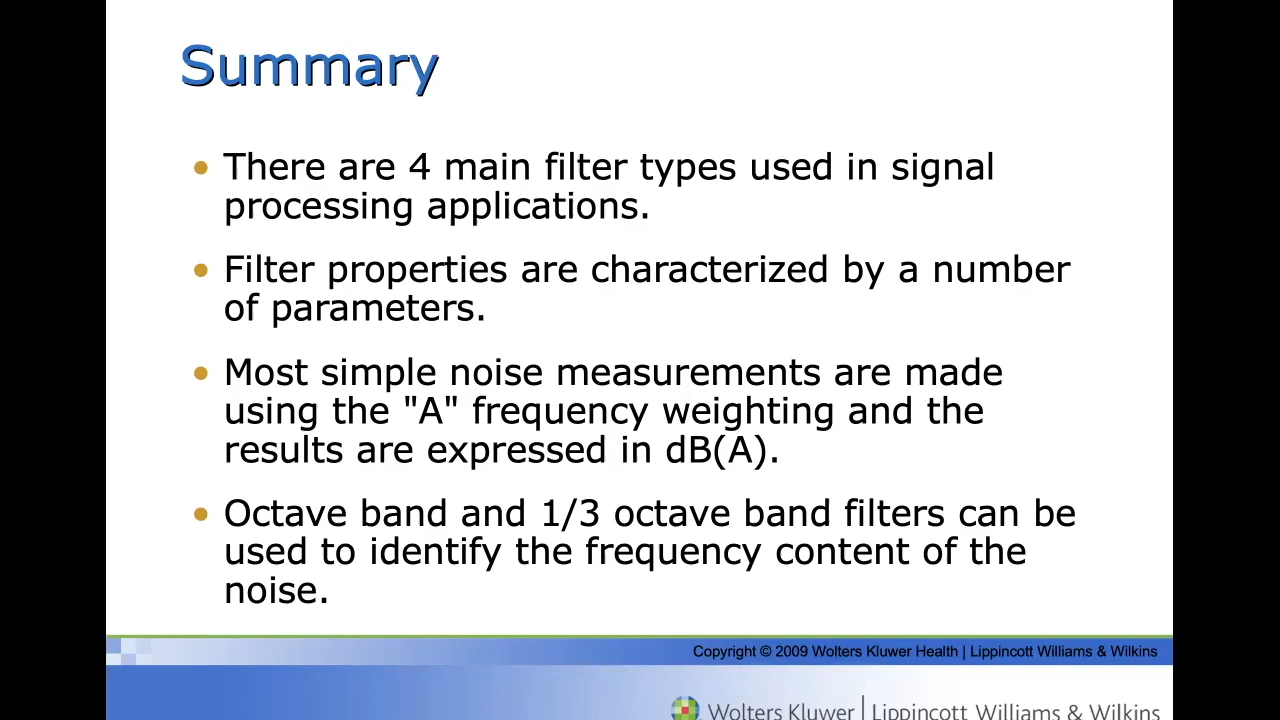 Summary
• There are 4 main filter types used in signal
processing applications.
• Filter properties are characterized by a number
of parameters.
• Most simple noise measurements are made
using the "A" frequency weighting and the
results are expressed in dB(A).
• Octave band and 1/3 octave band filters can be
used to identify the frequency content of the
noise.
Copyright © 2009 Wolters Kluwer Health | Lippincott Williams & Wilkins
Wolters Kluwer | Lippincott Williams & Wilkins